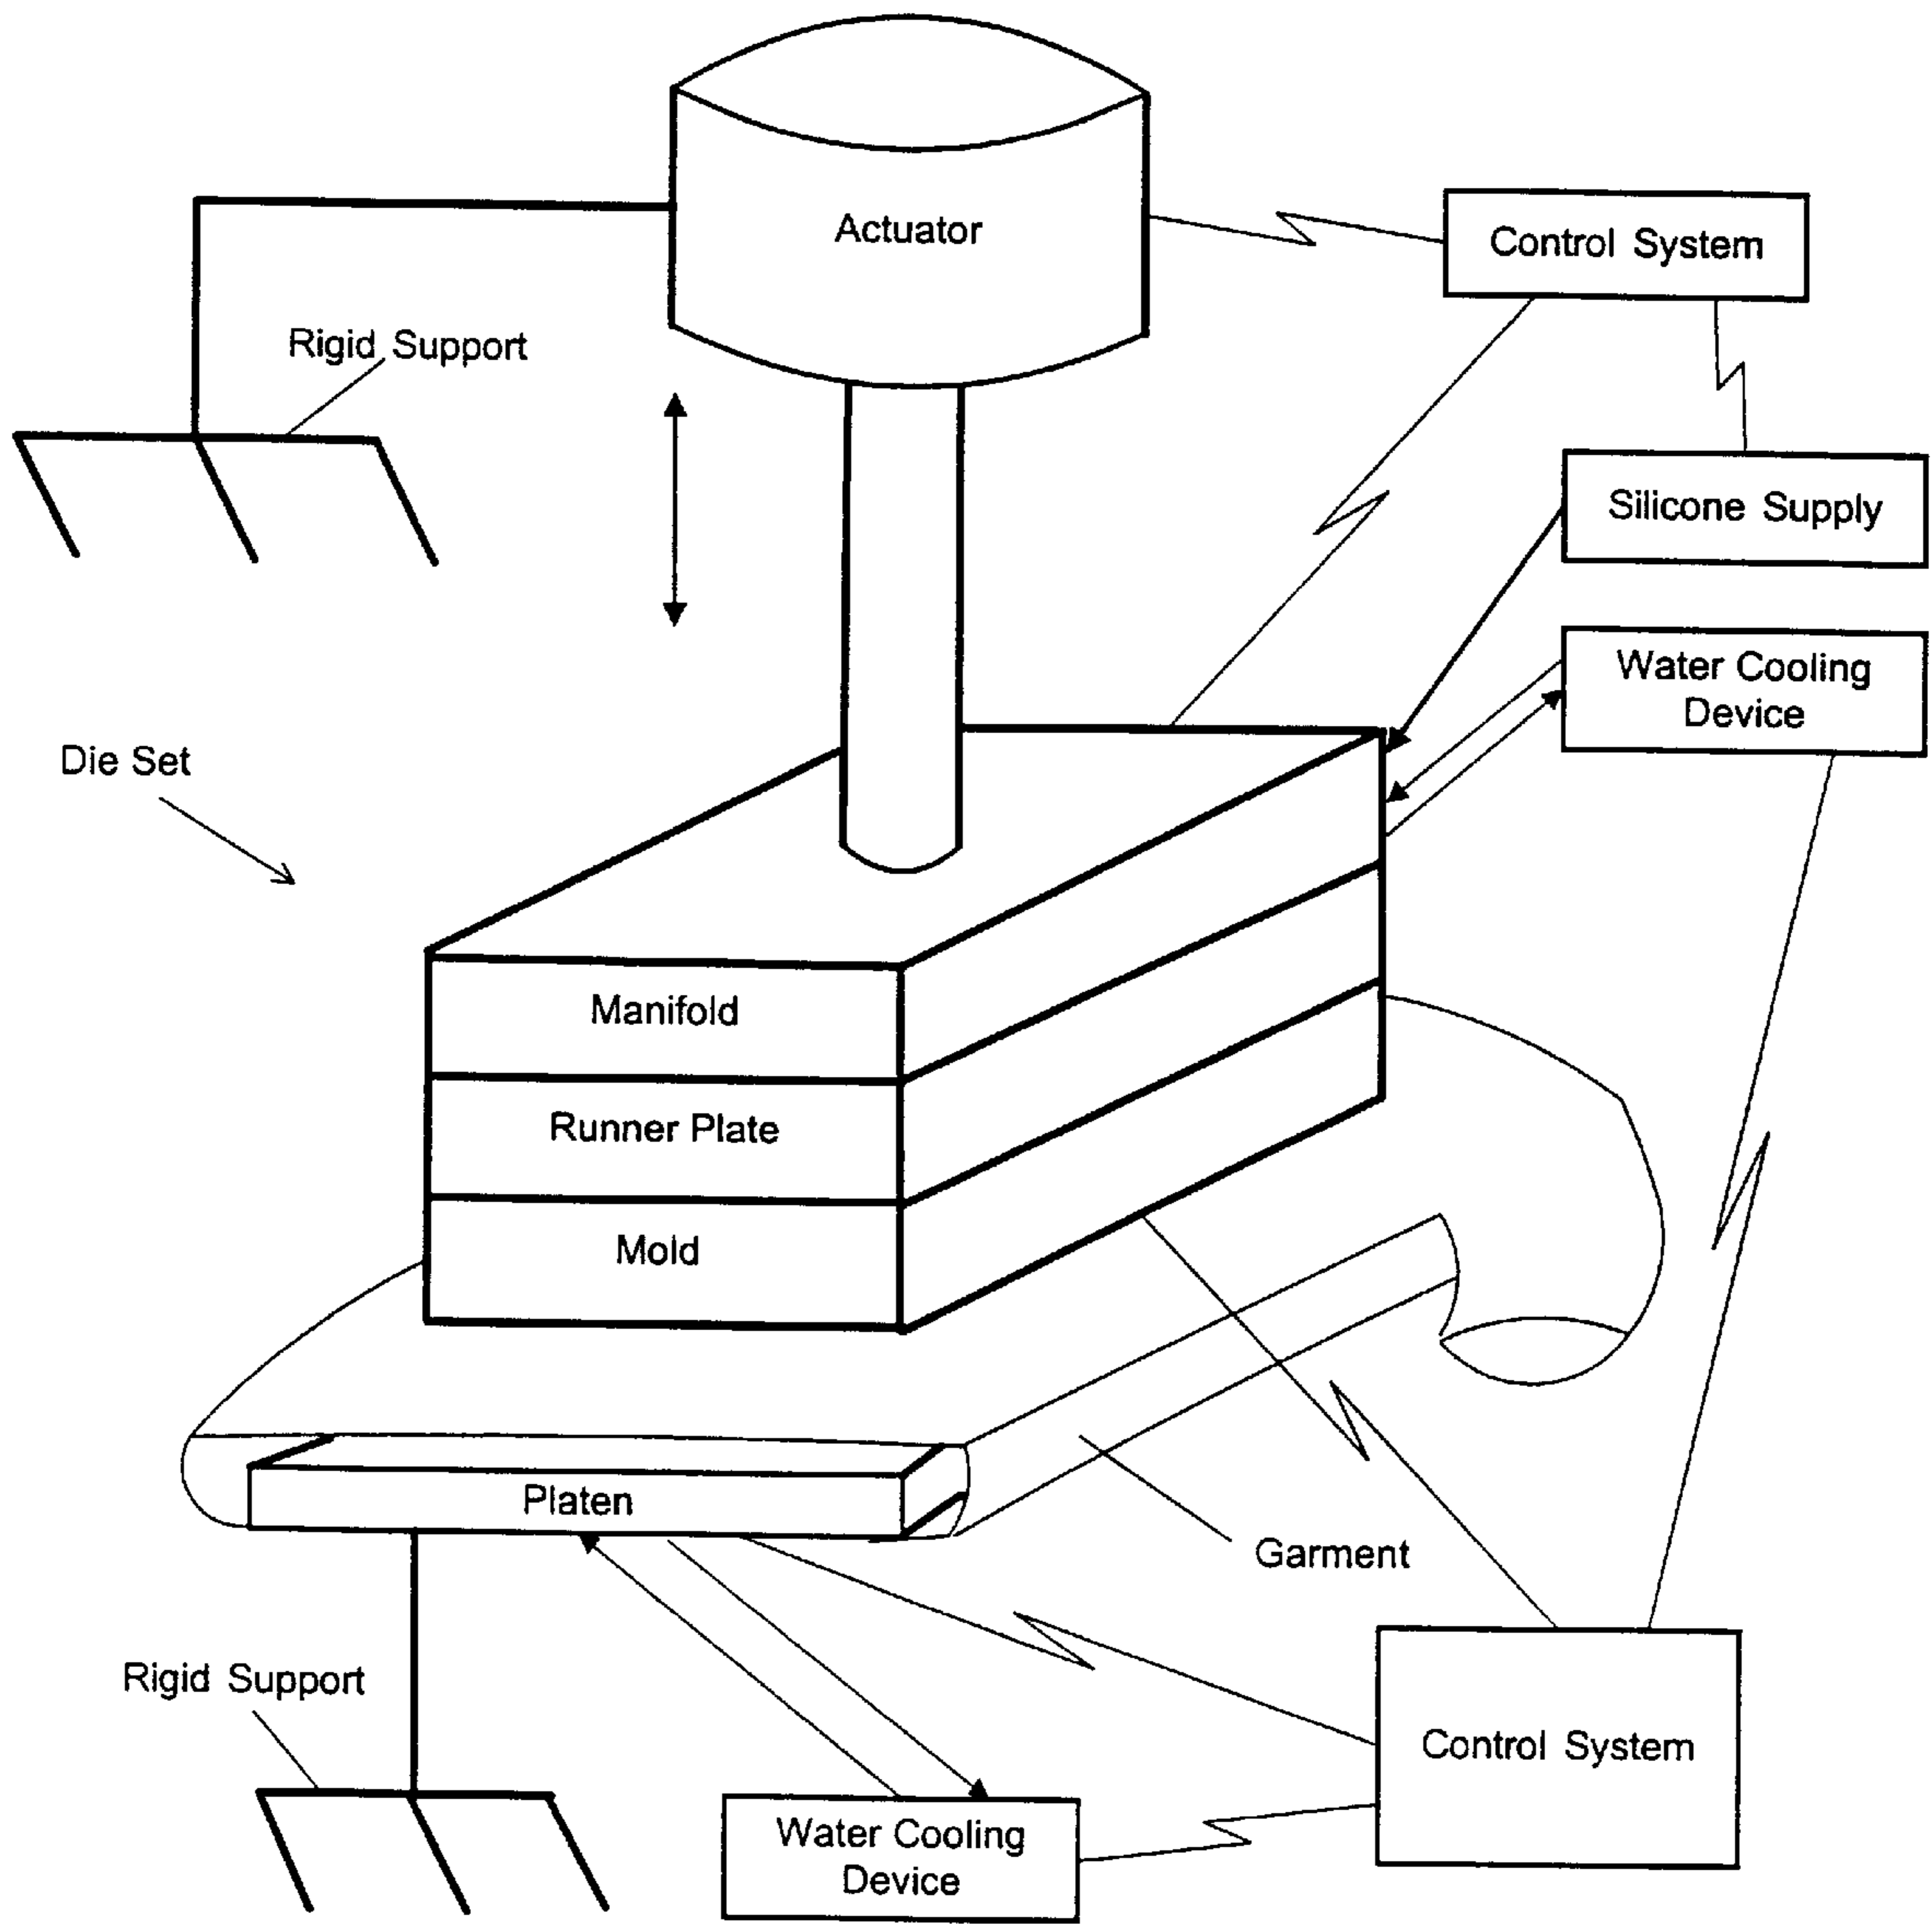 Actuator
Control System
Rigid Support
Silicone Supply
Water Cooling
Device
Die Set
Manifold
Runner Plate
Mold
Platen
Garment
Rigid Support
Control System
Water Cooling
Device